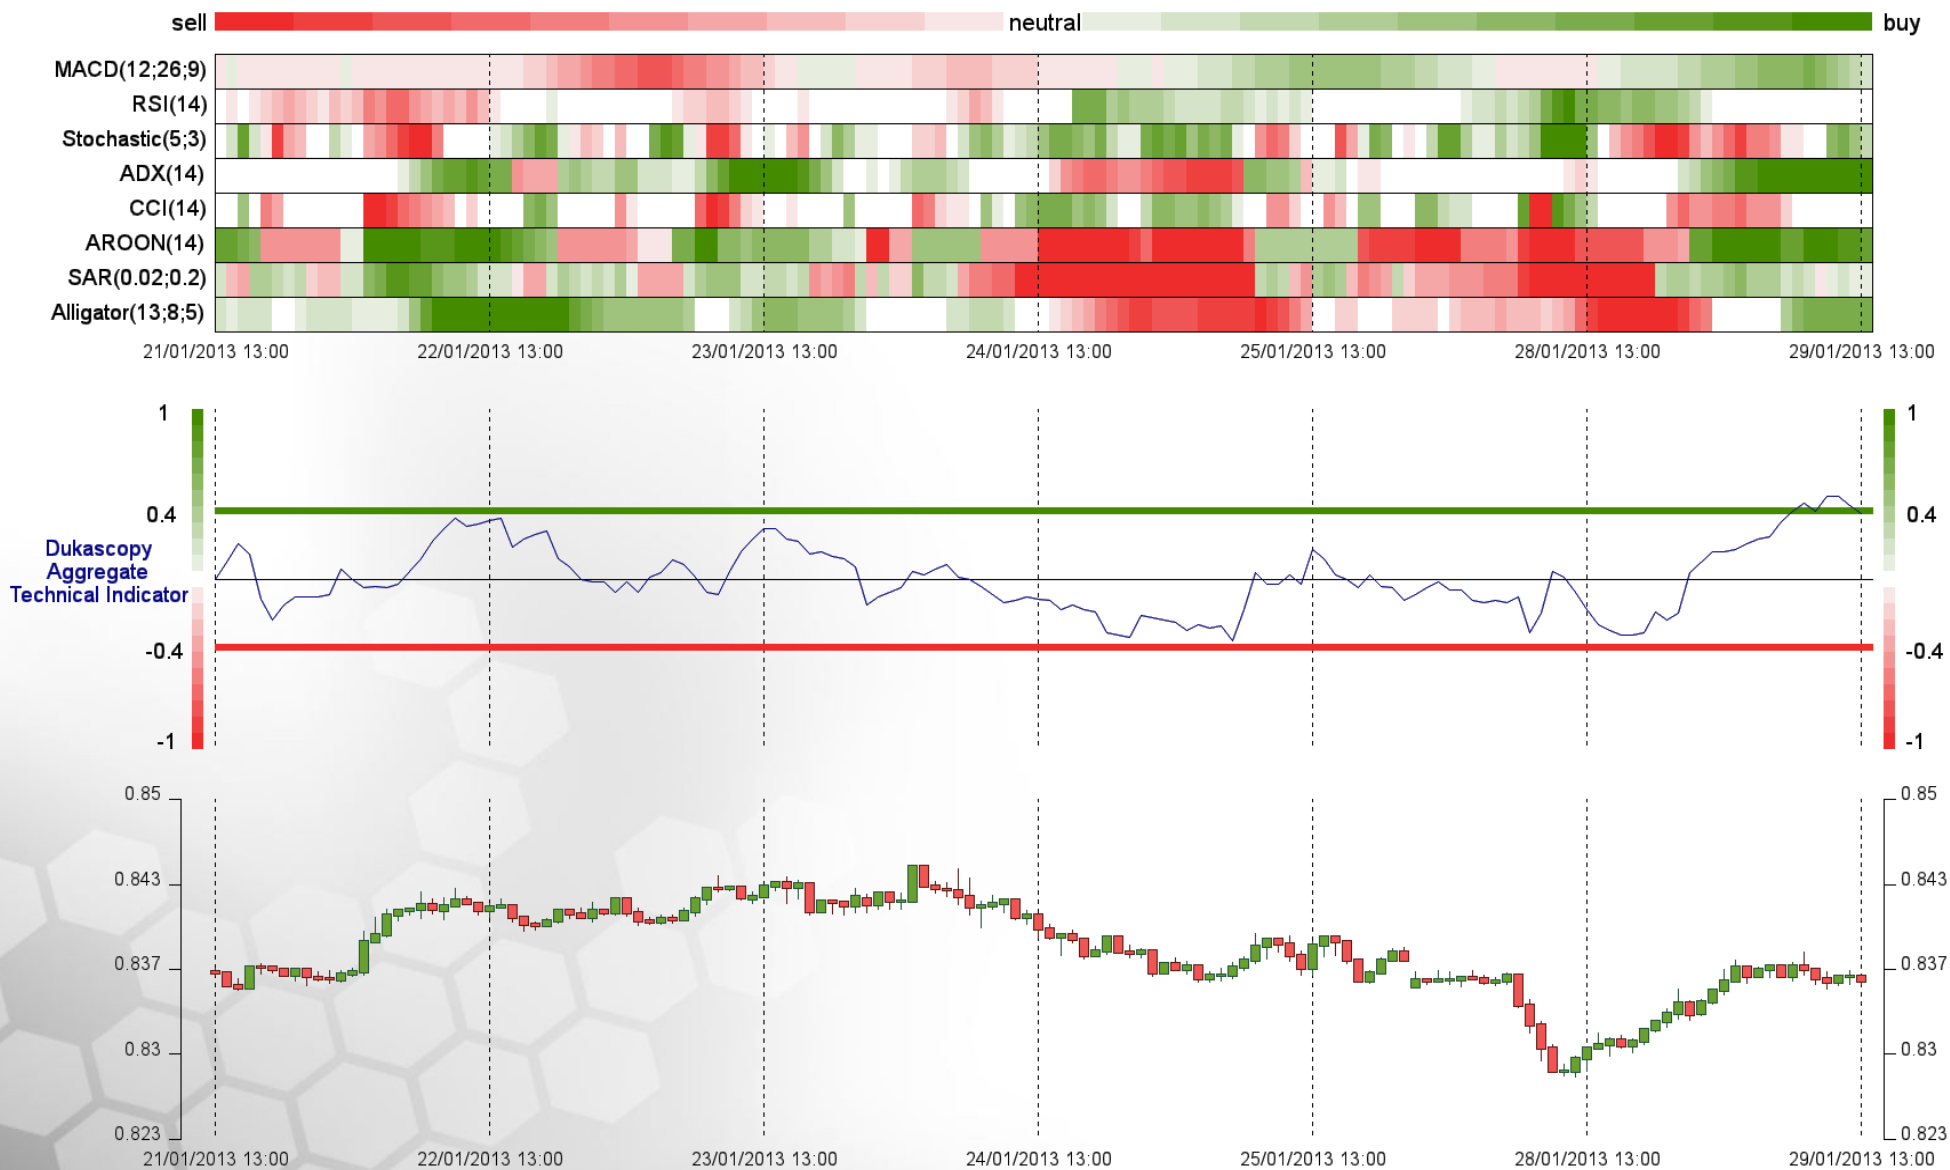 sell neutral buy
MACD(12;26;9)
RSI(14)
Stochastic(5;3)
ADX(14)
CCI(14)
AROON(14)
SAR(0.02;0.2)
Alligator(13;8;5)
21/01/2013 13:00 22/01/2013 13:00 23/01/2013 13:00 24/01/2013 13:00 25/01/2013 13:00 28/01/2013 13:00 29/01/2013 13:00
1 1
0.4 0.4
Dukascopy
Aggregate
Technical Indicator
-0.4 -0.4
-1 -1
0.85 0.85
0.843 0.843
0.837 0.837
0.83 0.83
0.823 0.823
21/01/2013 13:00 22/01/2013 13:00 23/01/2013 13:00 24/01/2013 13:00 25/01/2013 13:00 28/01/2013 13:00 29/01/2013 13:00